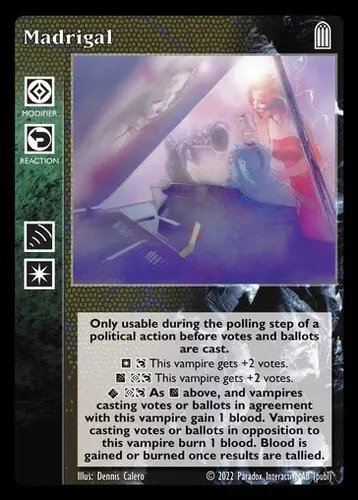 Madrigal
MODIFIER
REACTION
Only usable during the polling step of a
political action before votes and ballots
are cast.
This vampire gets +2 votes.
This vampire gets +2 votes.
As above, and vampires
casting votes or ballots in agreement
with this vampire gain 1 blood. Vampires
casting votes or ballots in opposition to
this vampire burn 1 blood. Blood is
gained or burned once results are tallied.
Illus: Dennis Calero
© 2022 Paradox Interactive AB (publ)